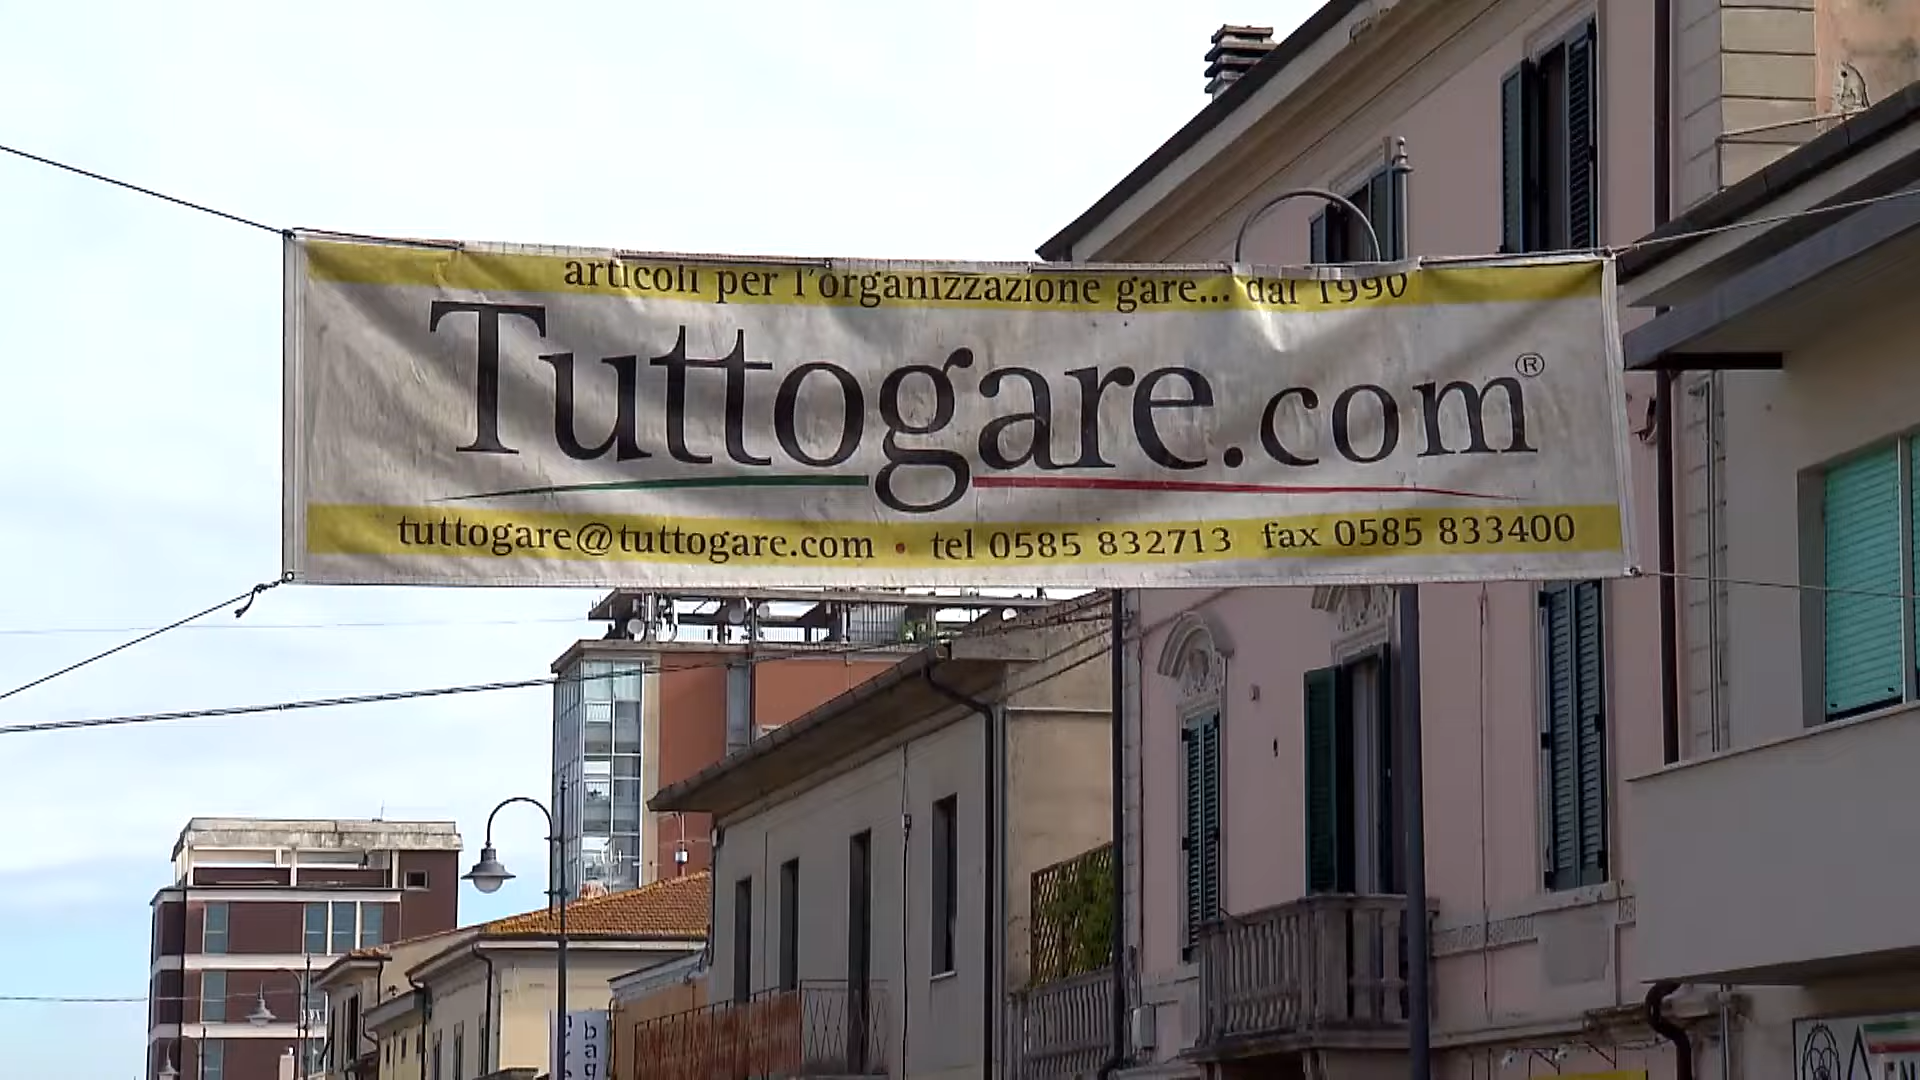 articoli per l'organizzazione gare... dal 1990
Tuttogare.com®
tuttogare@tuttogare.com • tel 0585 832713 fax 0585 833400